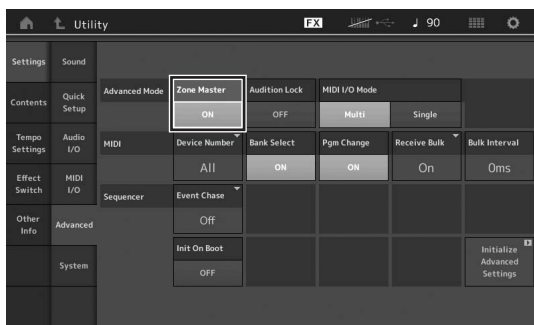 Utility
FX
90
Settings
Sound
Contents
Quick
Setup
Tempo
Settings
Audio
I/O
Effect
Switch
MIDI
I/O
Other
Info
Advanced
System
Advanced Mode
Zone Master
ON
Audition Lock
OFF
MIDI I/O Mode
Multi
Single
MIDI
Device Number
All
Bank Select
ON
Pgm Change
ON
Receive Bulk
On
Bulk Interval
0ms
Sequencer
Event Chase
Off
Init On Boot
OFF
Initialize
Advanced
Settings